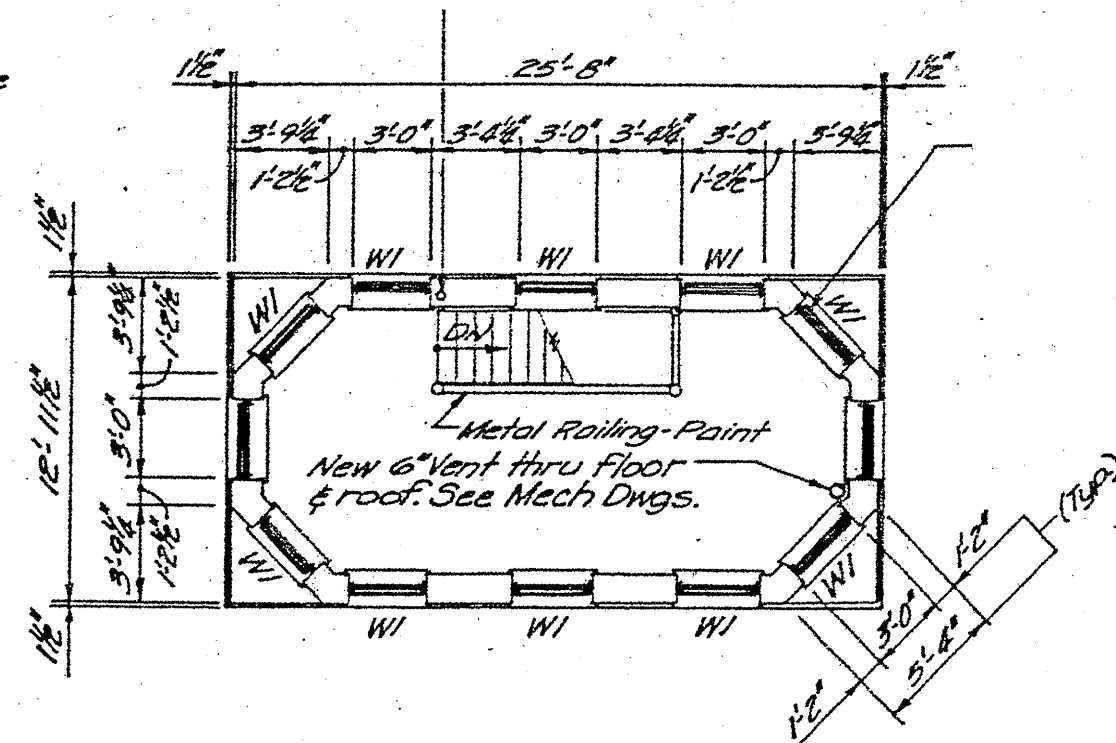 1½"
25'-8"
1½"
3'-9¼"
3'-0"
3'-4¼"
3'-0"
3'-4¼"
3'-0"
3'-9¼"
1'-2½"
1'-2½"
1½"
12'-11½"
3'-9¼"
1'-2½"
3'-0"
3'-9¼"
1'-2½"
1½"
W1
W1
W1
W1
W1
DN
Metal Railing-Paint
New 6" Vent thru floor
& roof. See Mech Dwgs.
W1
W1
W1
W1
W1
1'-2"
3'-0"
5'-4"
1'-2"
(Typ.)